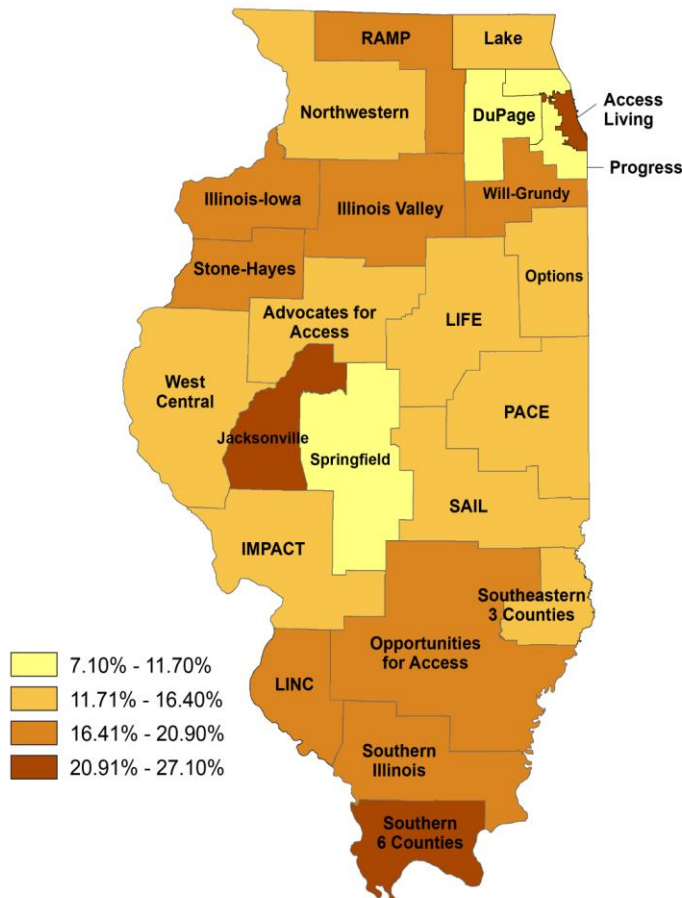 RAMP
Lake
Northwestern
DuPage
Access
Living
Progress
Illinois-Iowa
Illinois Valley
Will-Grundy
Stone-Hayes
Options
Advocates for
Access
LIFE
West
Central
PACE
Jacksonville
Springfield
SAIL
IMPACT
Southeastern
3 Counties
Opportunities
for Access
LINC
Southern
Illinois
Southern
6 Counties
7.10% - 11.70%
11.71% - 16.40%
16.41% - 20.90%
20.91% - 27.10%